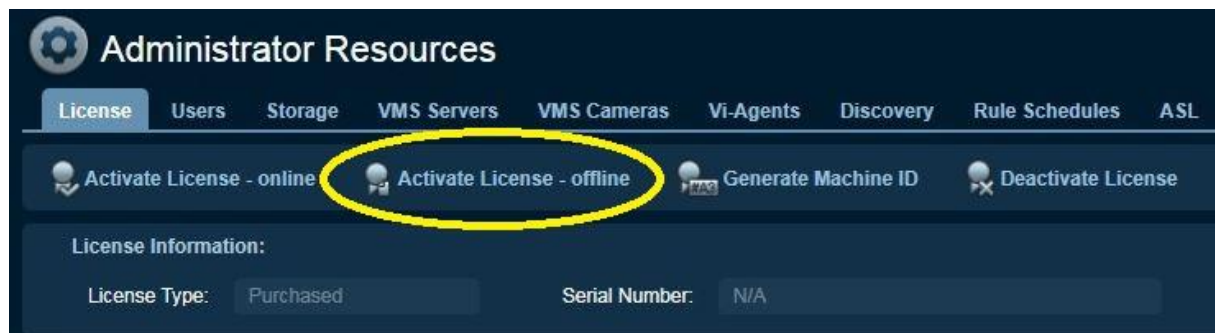 Administrator Resources
License Users Storage VMS Servers VMS Cameras Vi-Agents Discovery Rule Schedules ASL
Activate License - online Activate License - offline Generate Machine ID Deactivate License
License Information:
License Type: Purchased Serial Number: N/A